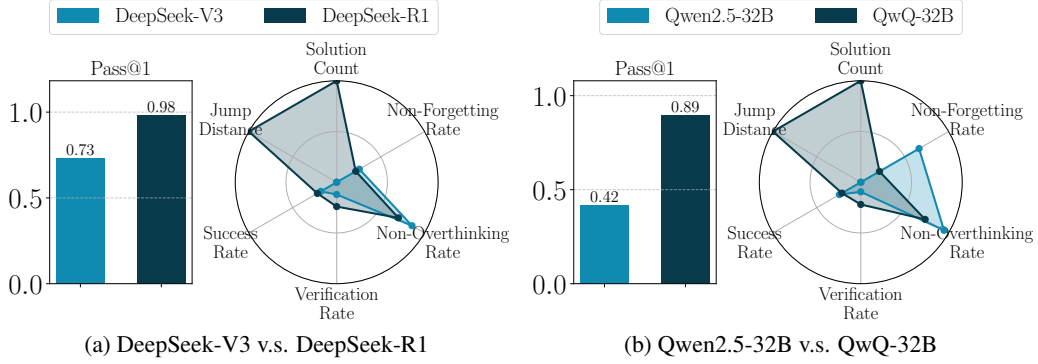 DeepSeek-V3 DeepSeek-R1
Pass@1
1.0
0.5
0.0
0.73
0.98
Solution
Count
Non-Forgetting
Rate
Non-Overthinking
Rate
Verification
Rate
Success
Rate
Jump
Distance
(a) DeepSeek-V3 v.s. DeepSeek-R1
Qwen2.5-32B QwQ-32B
Pass@1
1.0
0.5
0.0
0.42
0.89
Solution
Count
Non-Forgetting
Rate
Non-Overthinking
Rate
Verification
Rate
Success
Rate
Jump
Distance
(b) Qwen2.5-32B v.s. QwQ-32B